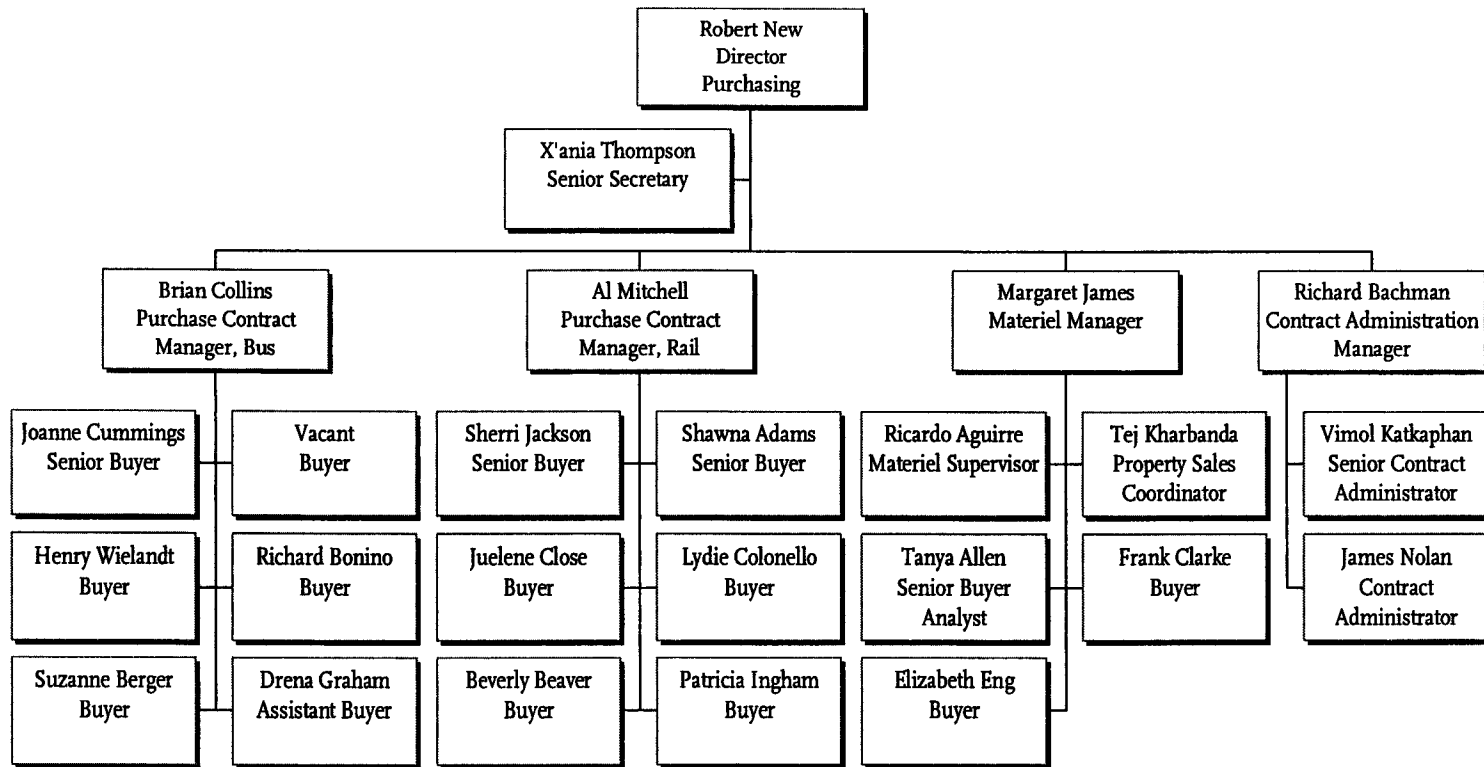 Robert New
Director
Purchasing
X'ania Thompson
Senior Secretary
Brian Collins
Purchase Contract
Manager, Bus
Al Mitchell
Purchase Contract
Manager, Rail
Margaret James
Materiel Manager
Richard Bachman
Contract Administration
Manager
Joanne Cummings
Senior Buyer
Vacant
Buyer
Sherri Jackson
Senior Buyer
Shawna Adams
Senior Buyer
Ricardo Aguirre
Materiel Supervisor
Tej Kharbanda
Property Sales
Coordinator
Vimol Katkaphan
Senior Contract
Administrator
Henry Wielandt
Buyer
Richard Bonino
Buyer
Juelene Close
Buyer
Lydie Colonello
Buyer
Tanya Allen
Senior Buyer
Analyst
Frank Clarke
Buyer
James Nolan
Contract
Administrator
Suzanne Berger
Buyer
Drena Graham
Assistant Buyer
Beverly Beaver
Buyer
Patricia Ingham
Buyer
Elizabeth Eng
Buyer